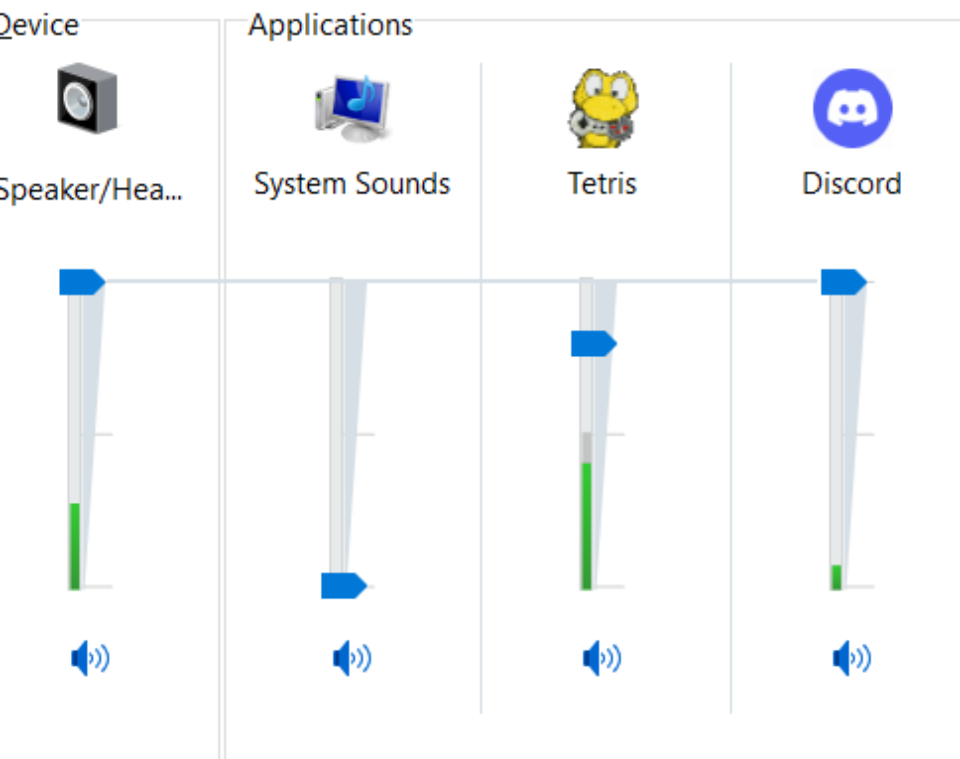 Device
Applications
Speaker/Hea...
System Sounds
Tetris
Discord